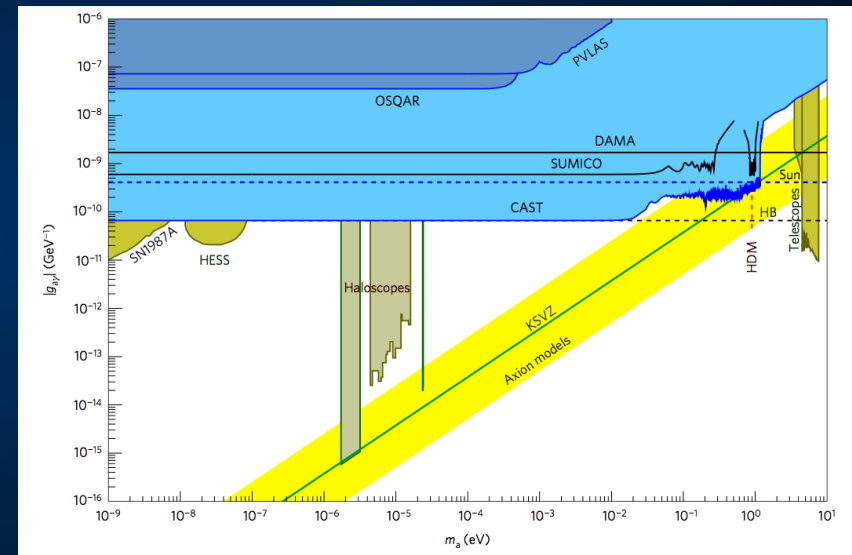 10⁻⁶
10⁻⁷
10⁻⁸
10⁻⁹
10⁻¹⁰
10⁻¹¹
10⁻¹²
10⁻¹³
10⁻¹⁴
10⁻¹⁵
10⁻¹⁶
|g_aγ| (GeV⁻¹)
PVLAS
OSQAR
DAMA
SUMICO
Sun
CAST
HB
SN1987A
HESS
HDM
Telescopes
Haloscopes
KSVZ
Axion models
10⁻⁹ 10⁻⁸ 10⁻⁷ 10⁻⁶ 10⁻⁵ 10⁻⁴ 10⁻³ 10⁻² 10⁻¹ 10⁰ 10¹
m_a (eV)